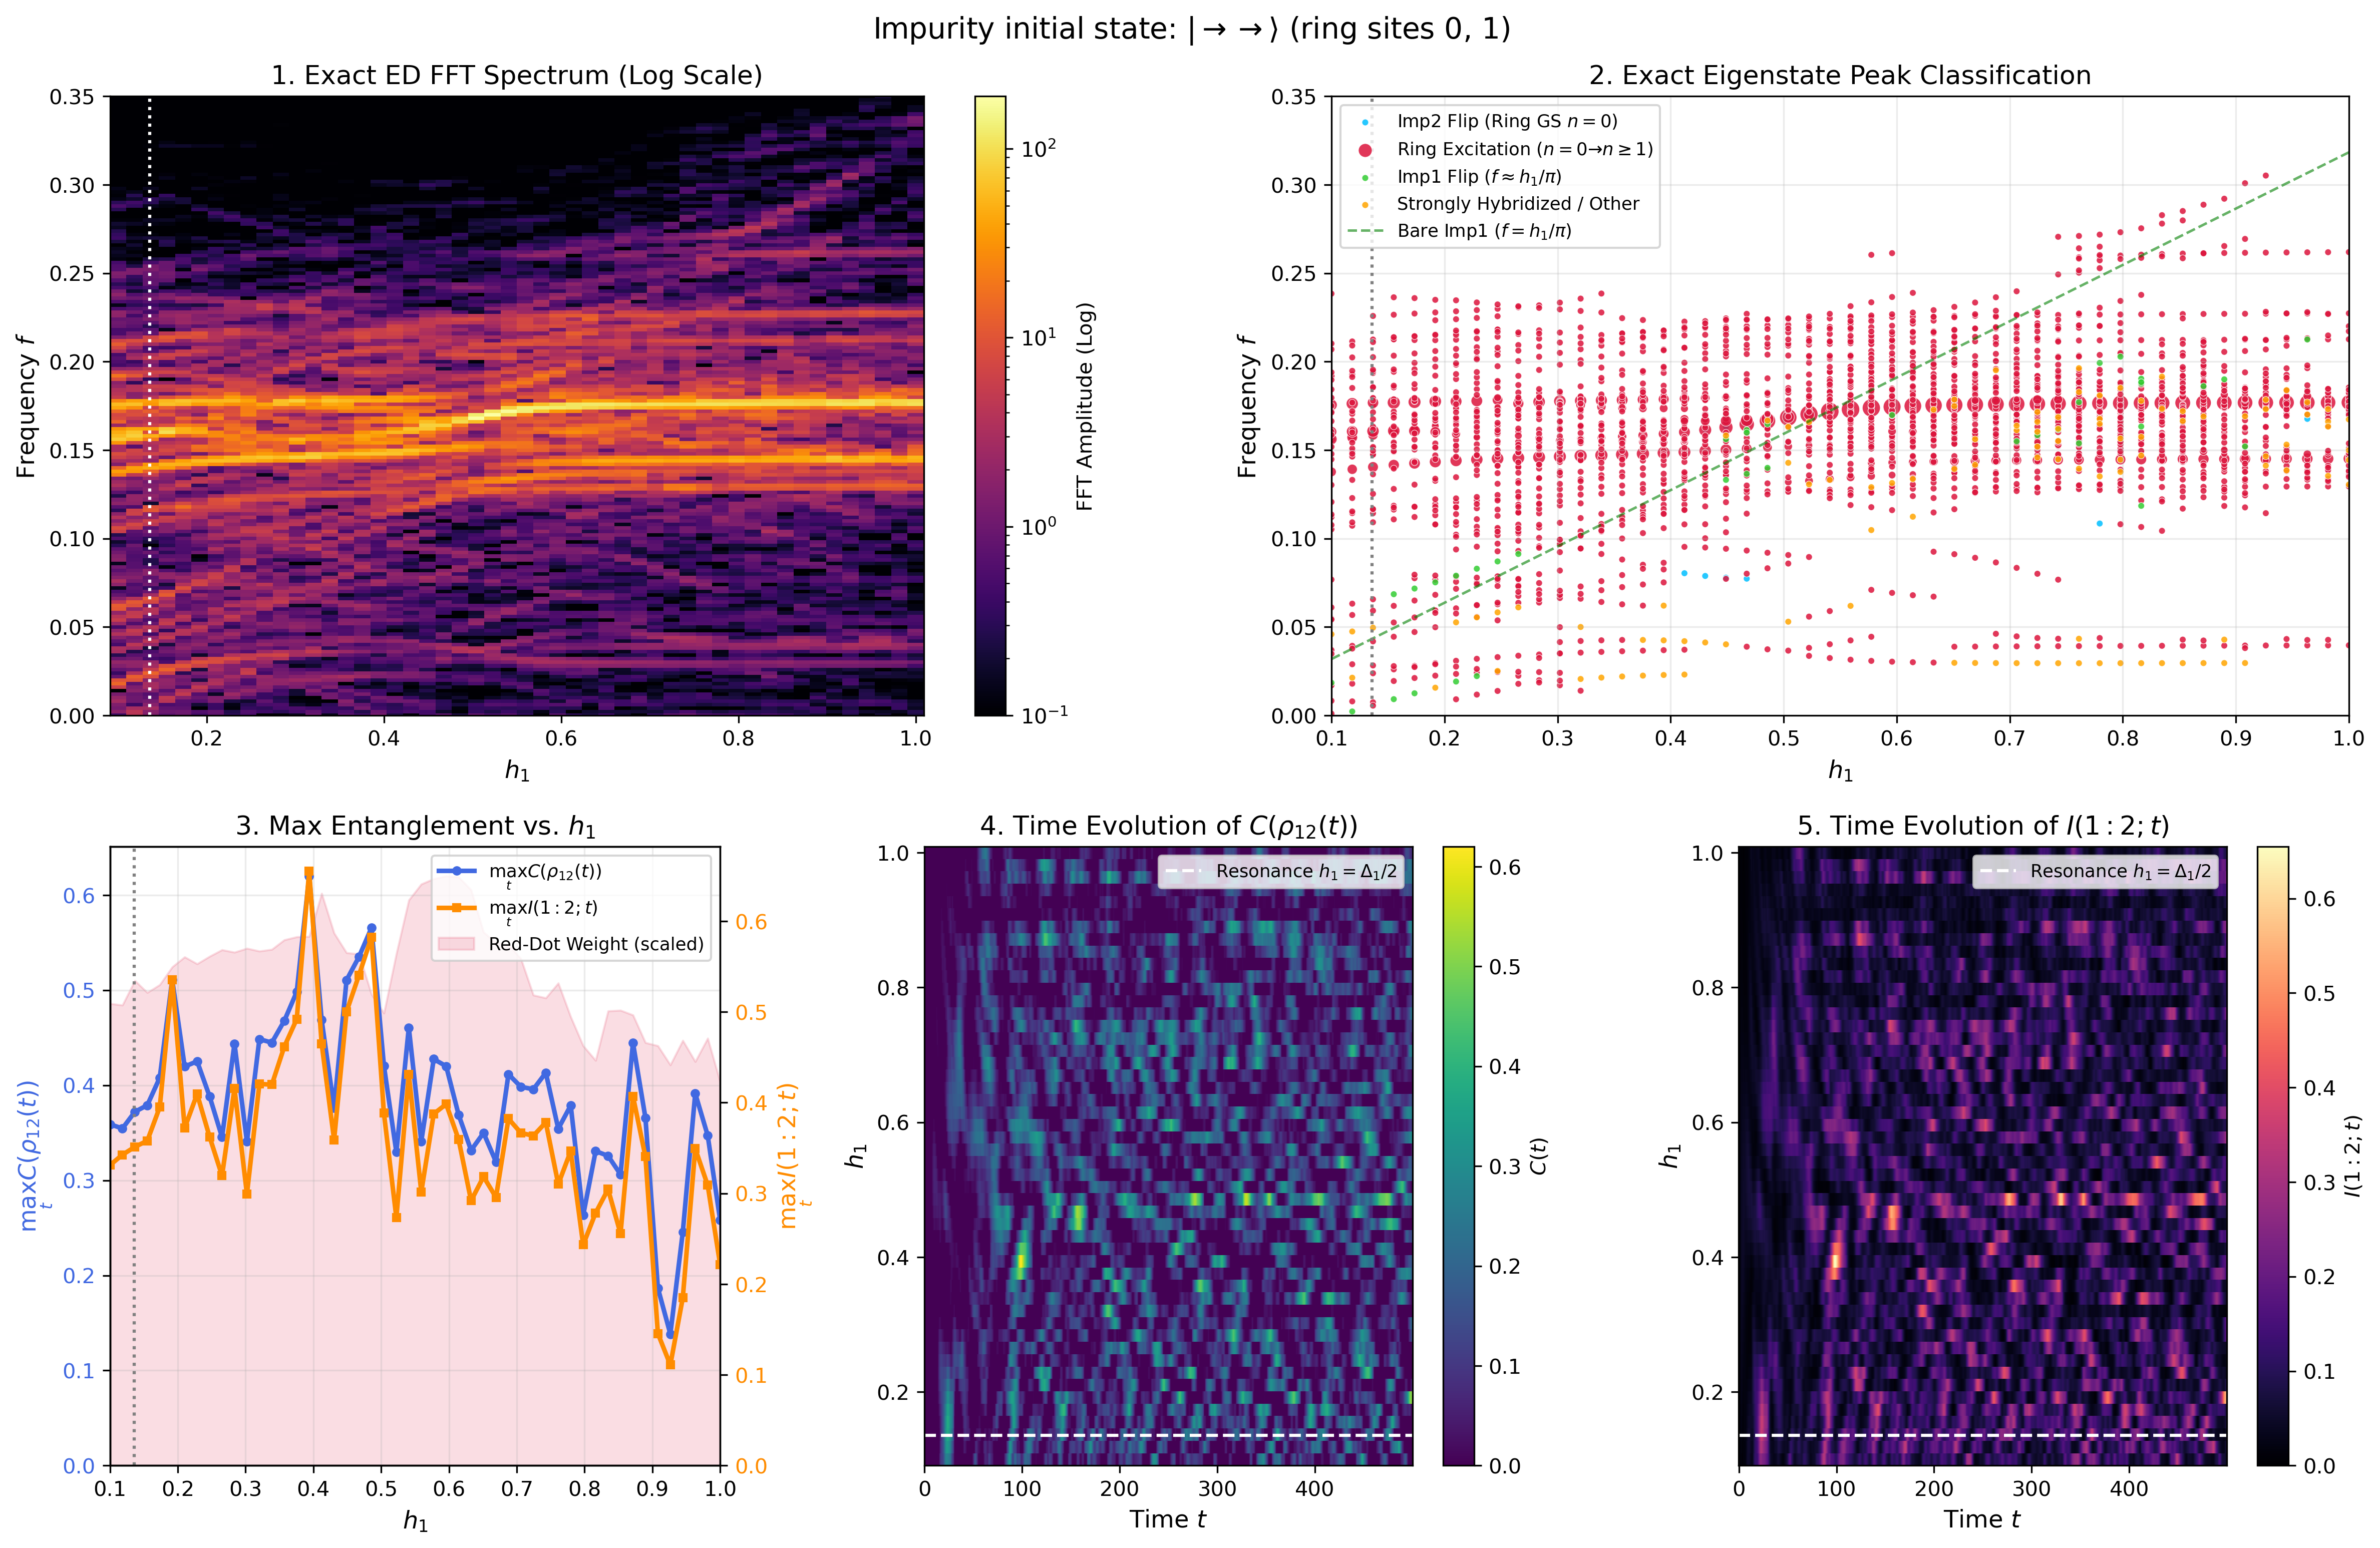 Impurity initial state: |→→⟩ (ring sites 0, 1)
1. Exact ED FFT Spectrum (Log Scale)
Frequency f
0.35
0.30
0.25
0.20
0.15
0.10
0.05
0.00
0.2 0.4 0.6 0.8 1.0
h₁
10²
10¹
10⁰
10⁻¹
FFT Amplitude (Log)
2. Exact Eigenstate Peak Classification
Frequency f
0.35
0.30
0.25
0.20
0.15
0.10
0.05
0.00
Imp2 Flip (Ring GS n = 0)
Ring Excitation (n = 0→n ≥ 1)
Imp1 Flip (f ≈ h₁/π)
Strongly Hybridized / Other
Bare Imp1 (f = h₁/π)
0.1 0.2 0.3 0.4 0.5 0.6 0.7 0.8 0.9 1.0
h₁
3. Max Entanglement vs. h₁
max C(ρ₁₂(t))
t
0.6
0.5
0.4
0.3
0.2
0.1
0.0
max C(ρ₁₂(t))
t
max I(1 : 2; t)
t
Red-Dot Weight (scaled)
0.1 0.2 0.3 0.4 0.5 0.6 0.7 0.8 0.9 1.0
h₁
0.6
0.5
0.4
0.3
0.2
0.1
0.0
max I(1 : 2; t)
t
4. Time Evolution of C(ρ₁₂(t))
h₁
1.0
0.8
0.6
0.4
0.2
Resonance h₁ = Δ₁/2
0 100 200 300 400
Time t
0.6
0.5
0.4
0.3
0.2
0.1
0.0
C(t)
5. Time Evolution of I(1 : 2; t)
h₁
1.0
0.8
0.6
0.4
0.2
Resonance h₁ = Δ₁/2
0 100 200 300 400
Time t
0.6
0.5
0.4
0.3
0.2
0.1
0.0
I(1 : 2; t)